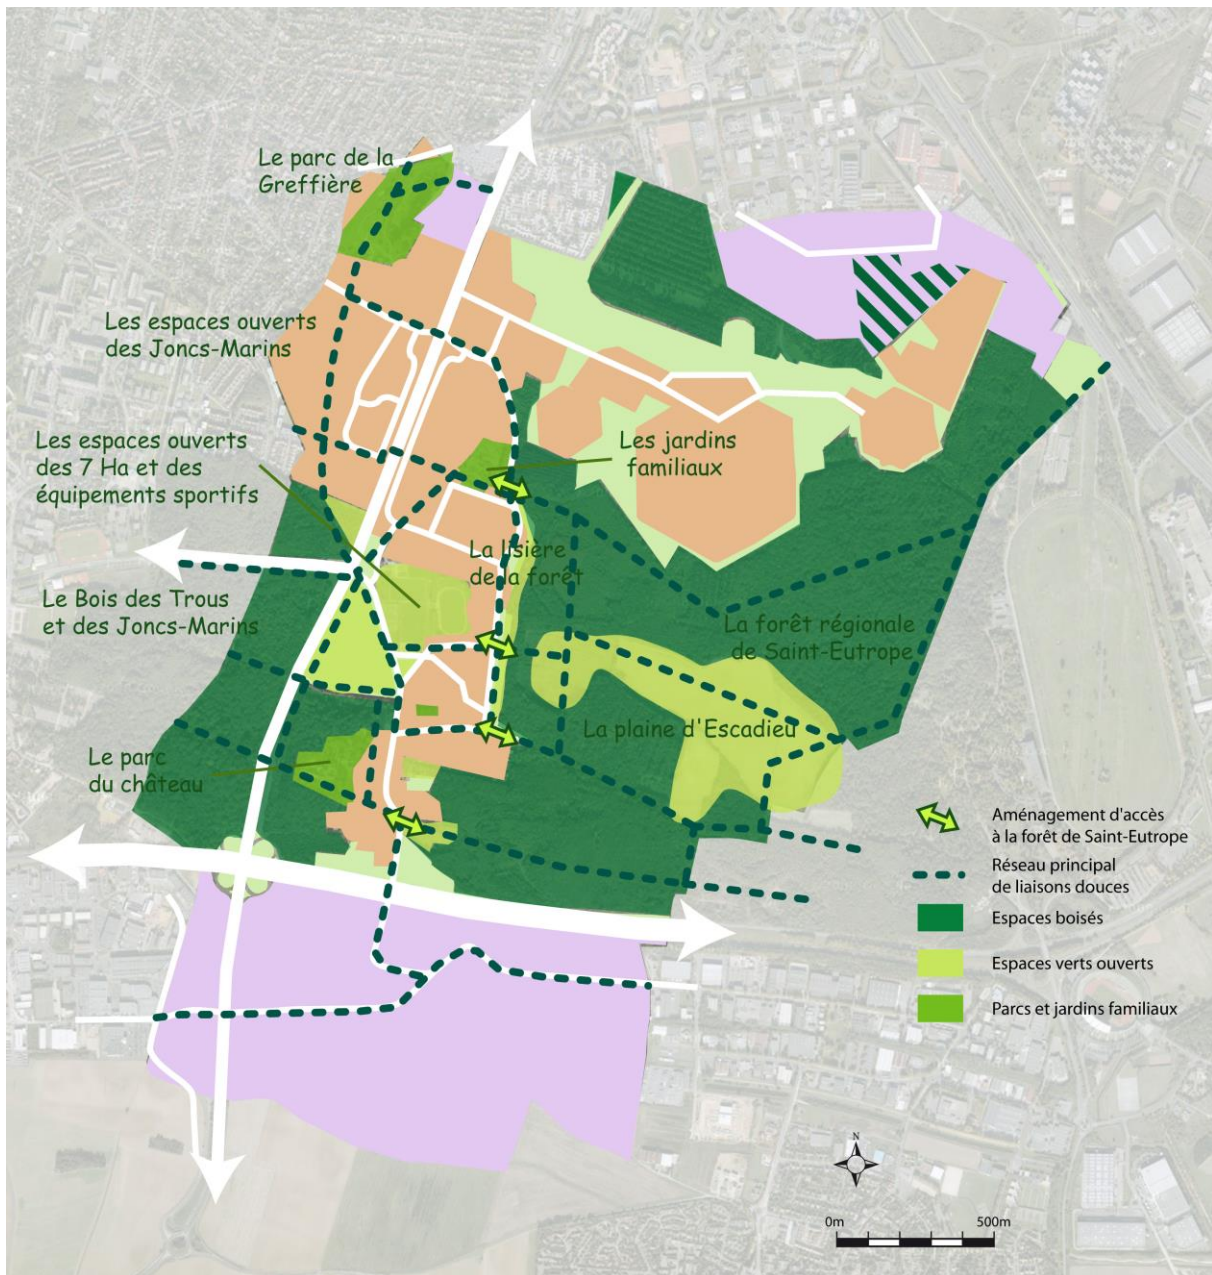 Le parc de la
Greffière
Les espaces ouverts
des Joncs-Marins
Les espaces ouverts
des 7 Ha et des
équipements sportifs
Les jardins
familiaux
La lisière
de la forêt
Le Bois des Trous
et des Joncs-Marins
La forêt régionale
de Saint-Eutrope
La plaine d'Escadieu
Le parc
du château
Aménagement d'accès
à la forêt de Saint-Eutrope
Réseau principal
de liaisons douces
Espaces boisés
Espaces verts ouverts
Parcs et jardins familiaux
N
0m 500m